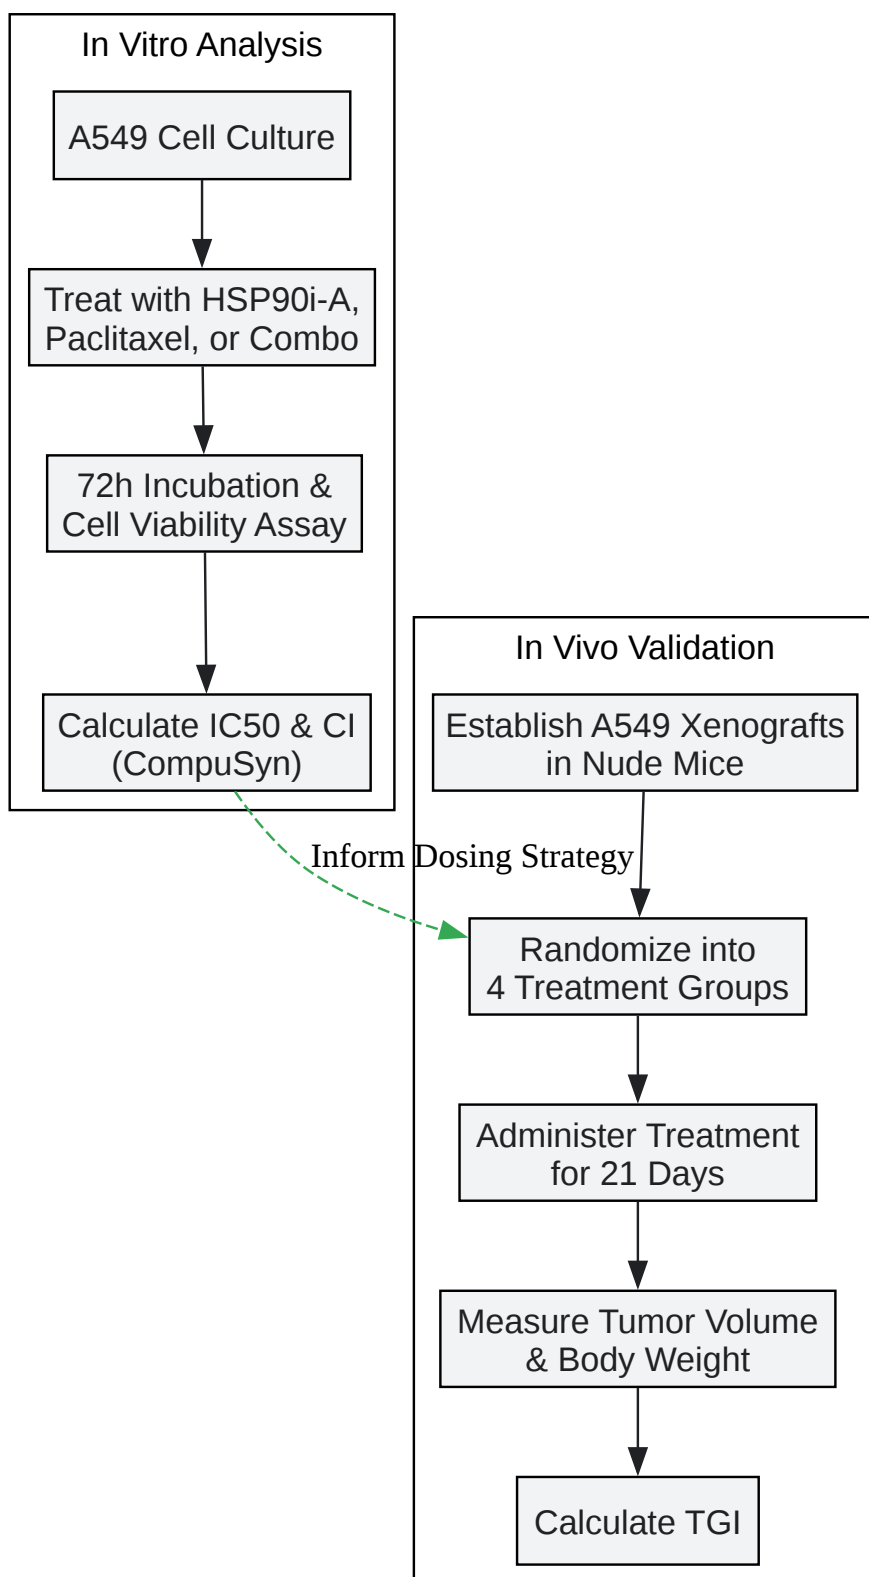 In Vitro Analysis
A549 Cell Culture
Treat with HSP90i-A,
Paclitaxel, or Combo
72h Incubation &
Cell Viability Assay
Calculate IC50 & CI
(CompuSyn)
Inform Dosing Strategy
In Vivo Validation
Establish A549 Xenografts
in Nude Mice
Randomize into
4 Treatment Groups
Administer Treatment
for 21 Days
Measure Tumor Volume
& Body Weight
Calculate TGI